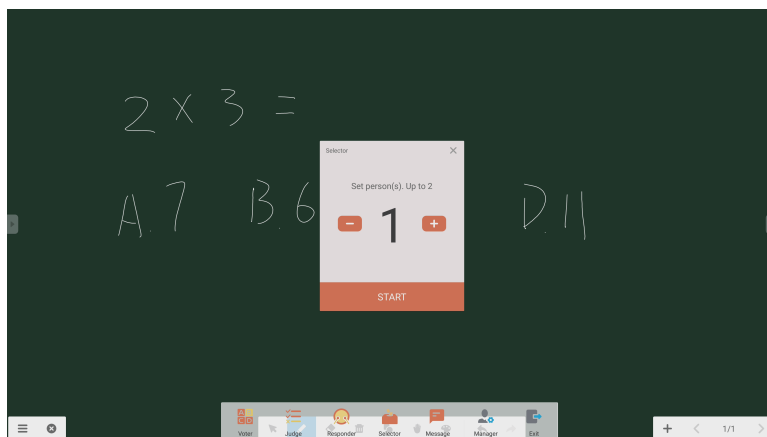 2 × 3 =
A.7 B.6 D.11
Selector
Set person(s). Up to 2
1
START
Voter Judge Responder Selector Message Manager Exit
1/1